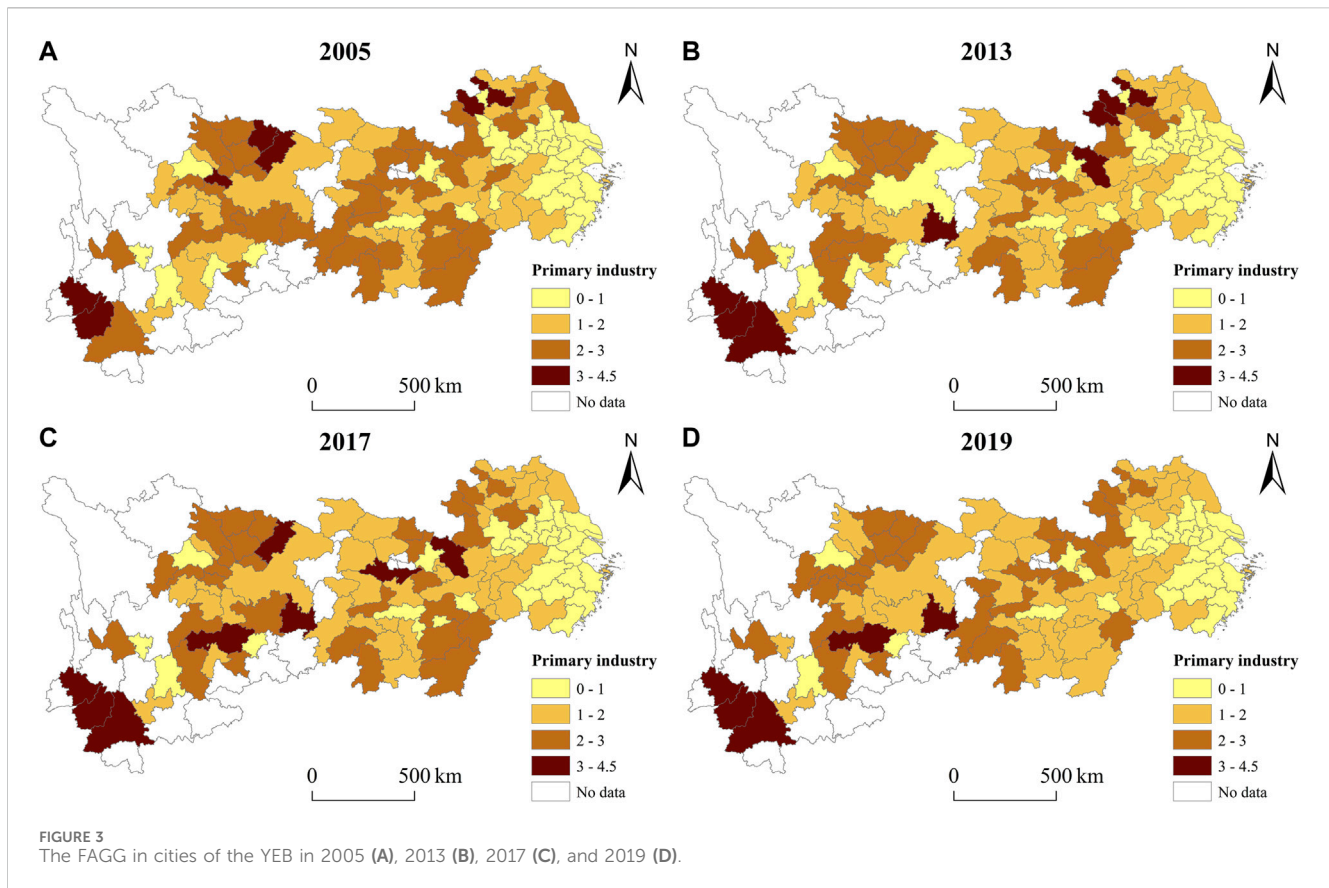 A
2005
N
Primary industry
0 - 1
1 - 2
2 - 3
3 - 4.5
No data
0
500 km
B
2013
N
Primary industry
0 - 1
1 - 2
2 - 3
3 - 4.5
No data
0
500 km
C
2017
N
Primary industry
0 - 1
1 - 2
2 - 3
3 - 4.5
No data
0
500 km
D
2019
N
Primary industry
0 - 1
1 - 2
2 - 3
3 - 4.5
No data
0
500 km
FIGURE 3
The FAGG in cities of the YEB in 2005 (A), 2013 (B), 2017 (C), and 2019 (D).